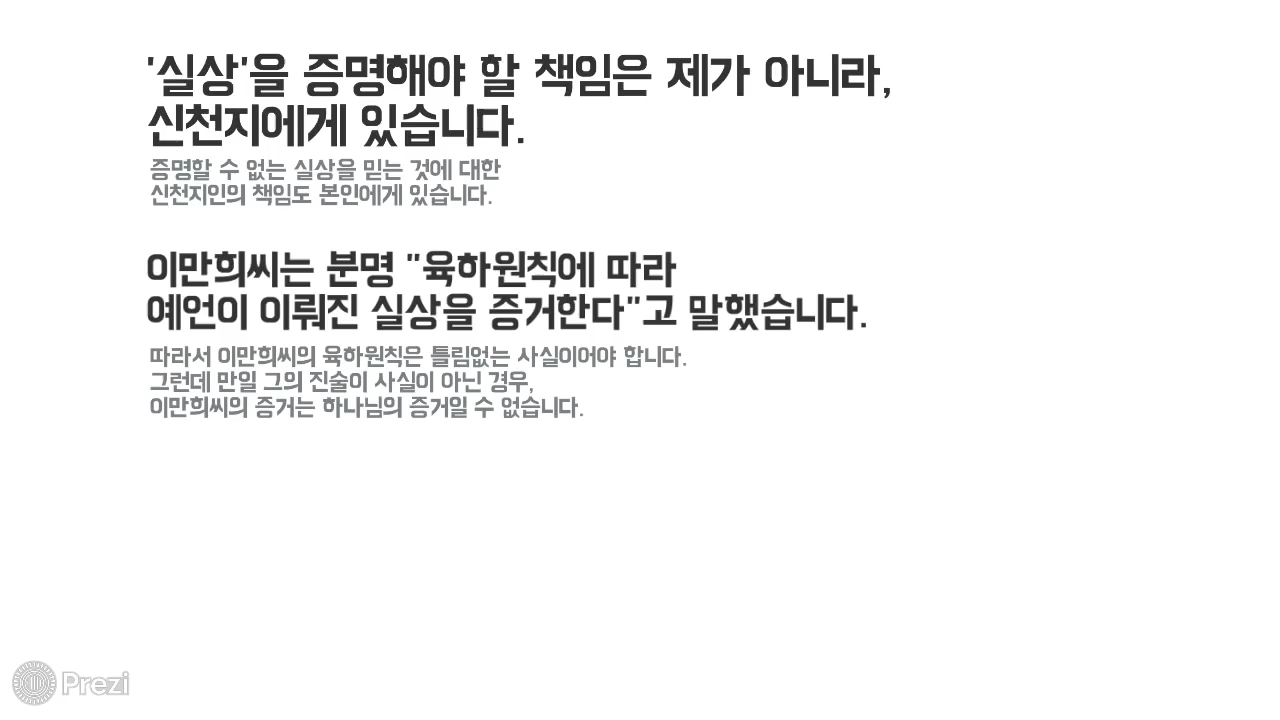 '실상'을 증명해야 할 책임은 제가 아니라,
신천지에게 있습니다.
증명할 수 없는 실상을 믿는 것에 대한
신천지인의 책임도 본인에게 있습니다.
이만희씨는 분명 "육하원칙에 따라
예언이 이뤄진 실상을 증거한다"고 말했습니다.
따라서 이만희씨의 육하원칙은 틀림없는 사실이어야 합니다.
그런데 만일 그의 진술이 사실이 아닌 경우,
이만희씨의 증거는 하나님의 증거일 수 없습니다.
Prezi